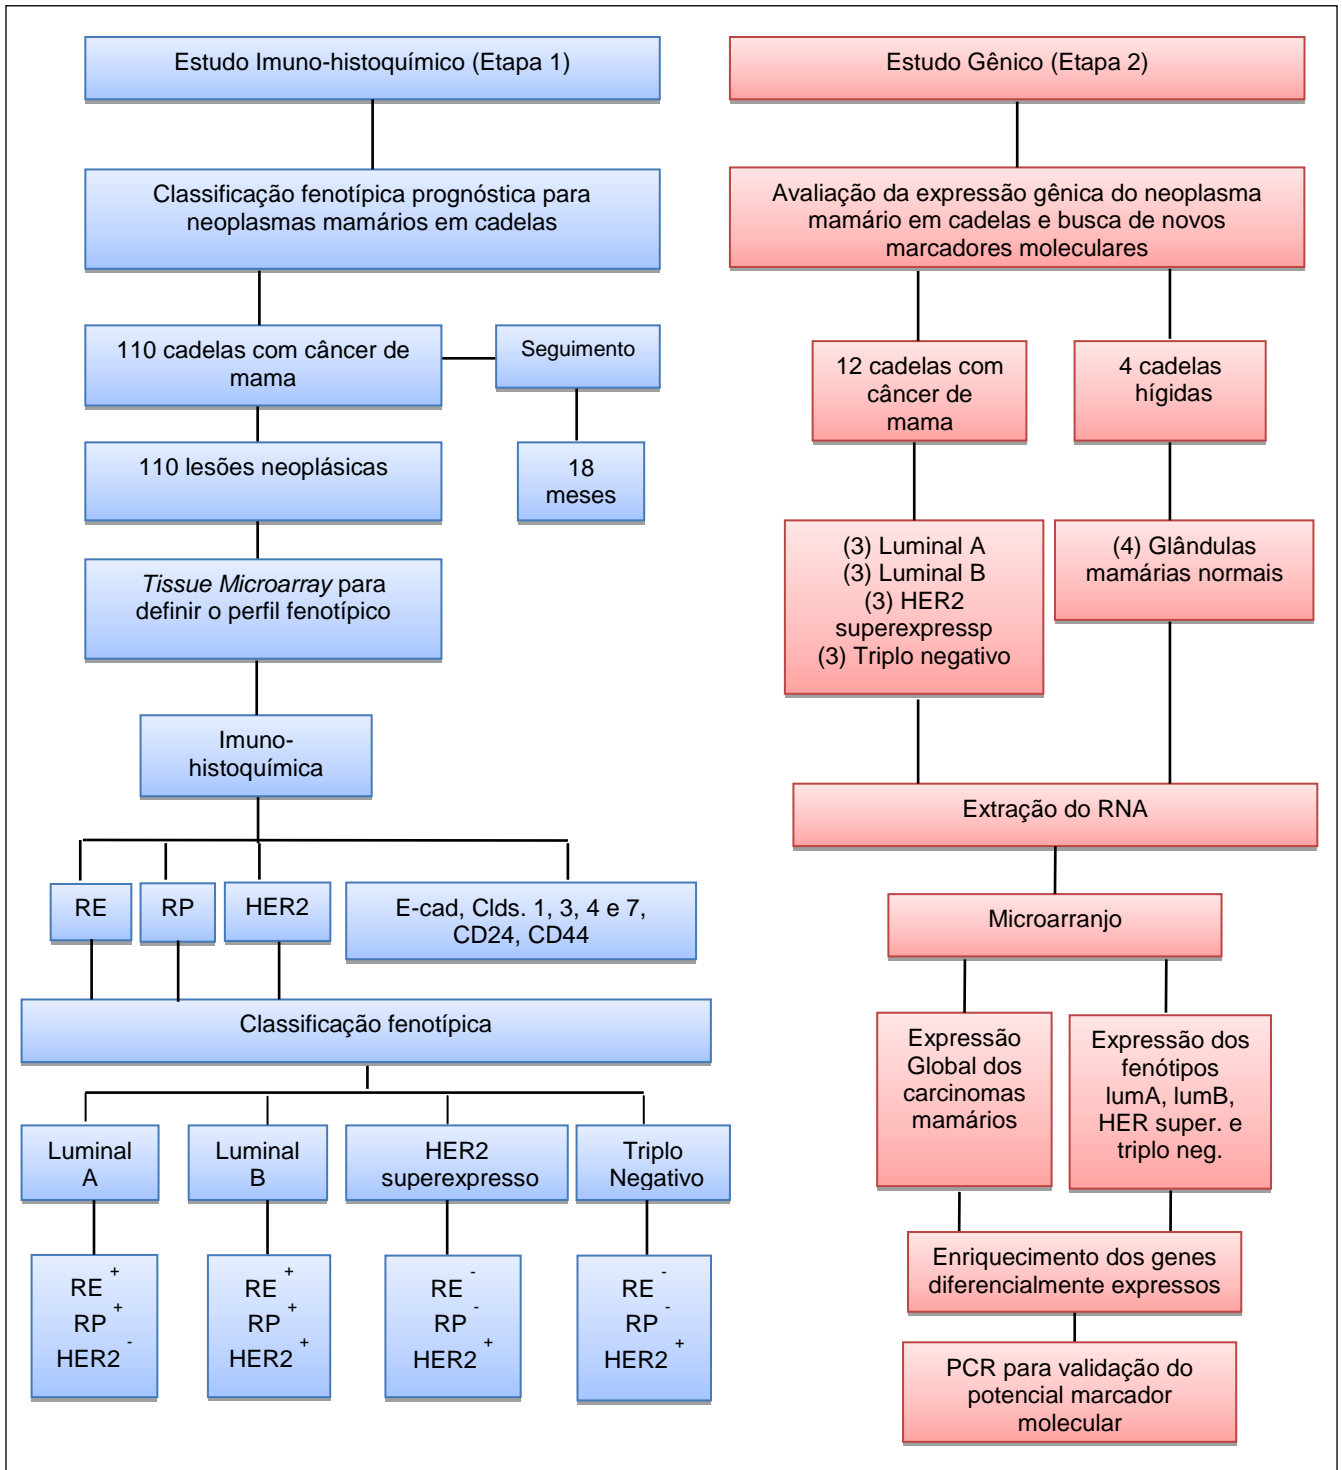 Estudo Imuno-histoquímico (Etapa 1)
Classificação fenotípica prognóstica para
neoplasmas mamários em cadelas
110 cadelas com câncer de
mama
Seguimento
18
meses
110 lesões neoplásicas
Tissue Microarray para
definir o perfil fenotípico
Imuno-
histoquímica
RE
RP
HER2
E-cad, Clds. 1, 3, 4 e 7,
CD24, CD44
Classificação fenotípica
Luminal
A
Luminal
B
HER2
superexpresso
Triplo
Negativo
RE +
RP +
HER2 -
RE +
RP +
HER2 +
RE -
RP -
HER2 +
RE -
RP -
HER2 +
Estudo Gênico (Etapa 2)
Avaliação da expressão gênica do neoplasma
mamário em cadelas e busca de novos
marcadores moleculares
12 cadelas com
câncer de
mama
4 cadelas
hígidas
(3) Luminal A
(3) Luminal B
(3) HER2
superexpressp
(3) Triplo negativo
(4) Glândulas
mamárias normais
Extração do RNA
Microarranjo
Expressão
Global dos
carcinomas
mamários
Expressão dos
fenótipos
lumA, lumB,
HER super. e
triplo neg.
Enriquecimento dos genes
diferencialmente expressos
PCR para validação do
potencial marcador
molecular